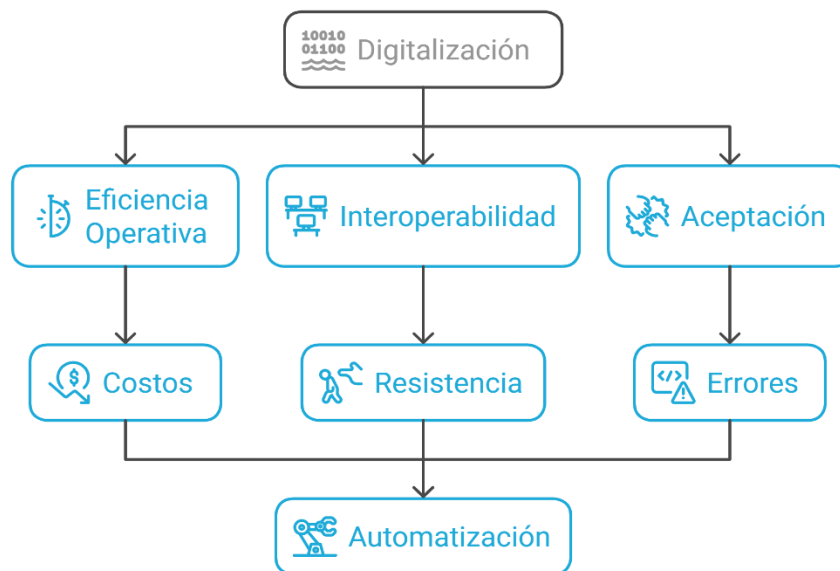 10010
01100
Digitalización
Eficiencia
Operativa
Interoperabilidad
Aceptación
$
Costos
Resistencia
</>
!
Errores
Automatización